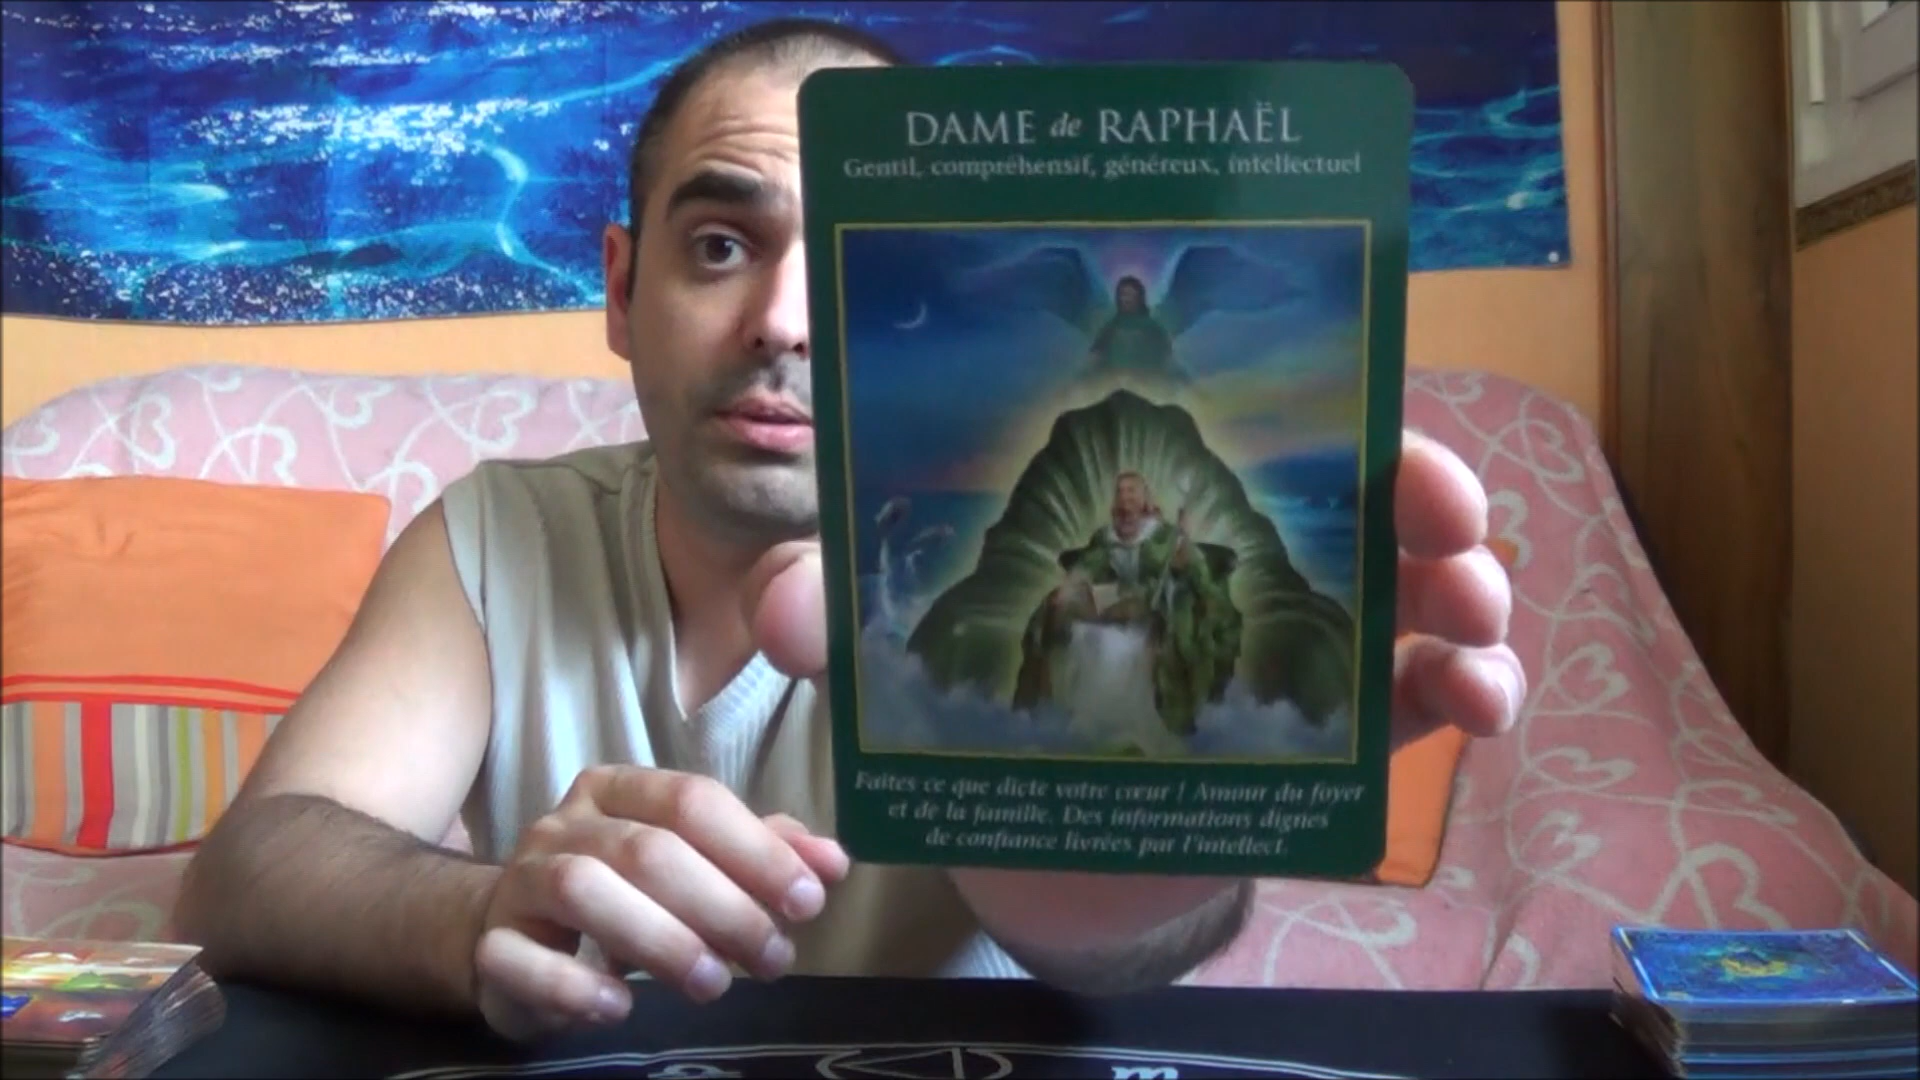 DAME de RAPHAËL
Gentil, compréhensif, généreux, intellectuel
Faites ce que dicte votre cœur ! Amour du foyer
et de la famille. Des informations dignes
de confiance livrées par l'intellect.